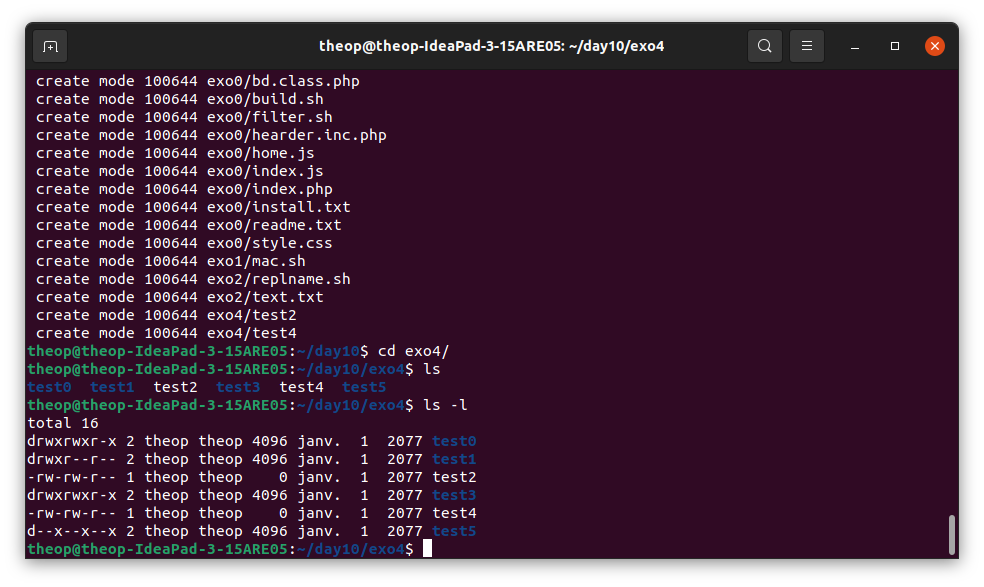 theop@theop-IdeaPad-3-15ARE05: ~/day10/exo4
create mode 100644 exo0/bd.class.php
create mode 100644 exo0/build.sh
create mode 100644 exo0/filter.sh
create mode 100644 exo0/hearder.inc.php
create mode 100644 exo0/home.js
create mode 100644 exo0/index.js
create mode 100644 exo0/index.php
create mode 100644 exo0/install.txt
create mode 100644 exo0/readme.txt
create mode 100644 exo0/style.css
create mode 100644 exo1/mac.sh
create mode 100644 exo2/replname.sh
create mode 100644 exo2/text.txt
create mode 100644 exo4/test2
create mode 100644 exo4/test4
theop@theop-IdeaPad-3-15ARE05:~/day10$ cd exo4/
theop@theop-IdeaPad-3-15ARE05:~/day10/exo4$ ls
test0  test1  test2  test3  test4  test5
theop@theop-IdeaPad-3-15ARE05:~/day10/exo4$ ls -l
total 16
drwxrwxr-x 2 theop theop 4096 janv.  1  2077 test0
drwxr--r-- 2 theop theop 4096 janv.  1  2077 test1
-rw-rw-r-- 1 theop theop    0 janv.  1  2077 test2
drwxrwxr-x 2 theop theop 4096 janv.  1  2077 test3
-rw-rw-r-- 1 theop theop    0 janv.  1  2077 test4
d--x--x--x 2 theop theop 4096 janv.  1  2077 test5
theop@theop-IdeaPad-3-15ARE05:~/day10/exo4$